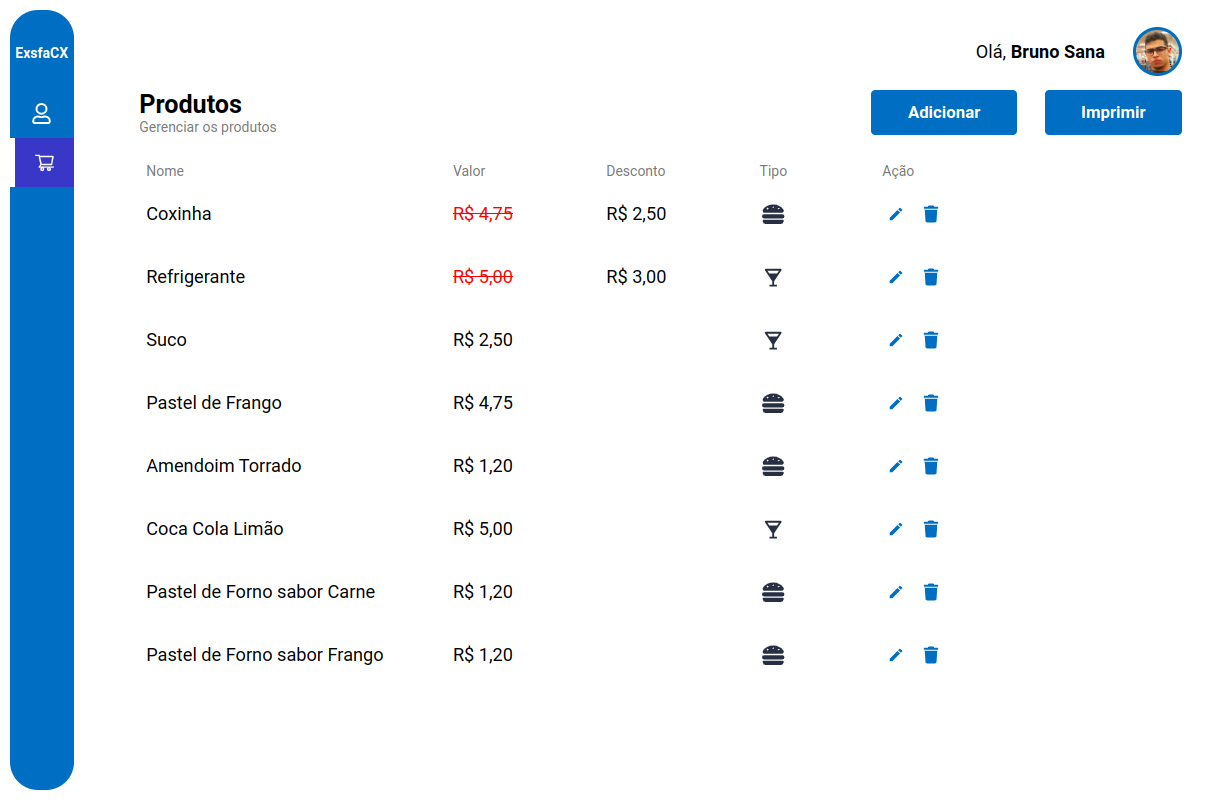 ExsfaCX
Olá, Bruno Sana
Produtos
Gerenciar os produtos
Adicionar
Imprimir
Nome Valor Desconto Tipo Ação
Coxinha R$ 4,75 R$ 2,50
Refrigerante R$ 5,00 R$ 3,00
Suco R$ 2,50
Pastel de Frango R$ 4,75
Amendoim Torrado R$ 1,20
Coca Cola Limão R$ 5,00
Pastel de Forno sabor Carne R$ 1,20
Pastel de Forno sabor Frango R$ 1,20